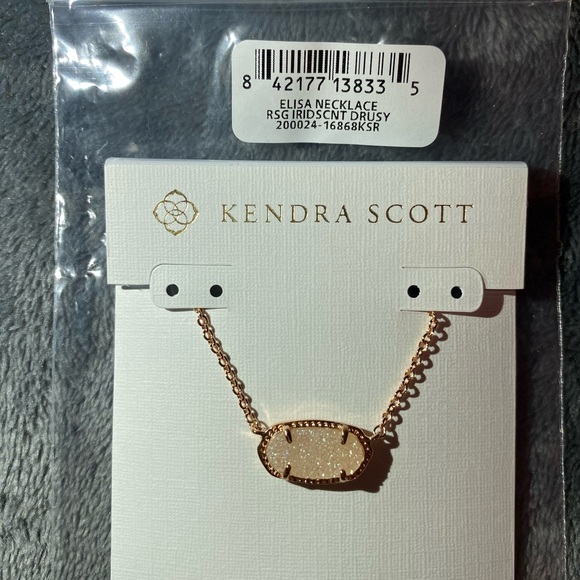 8 42177 13833 5
ELISA NECKLACE
RSG IRIDSCNT DRUSY
200024-16868KSR
KENDRA SCOTT